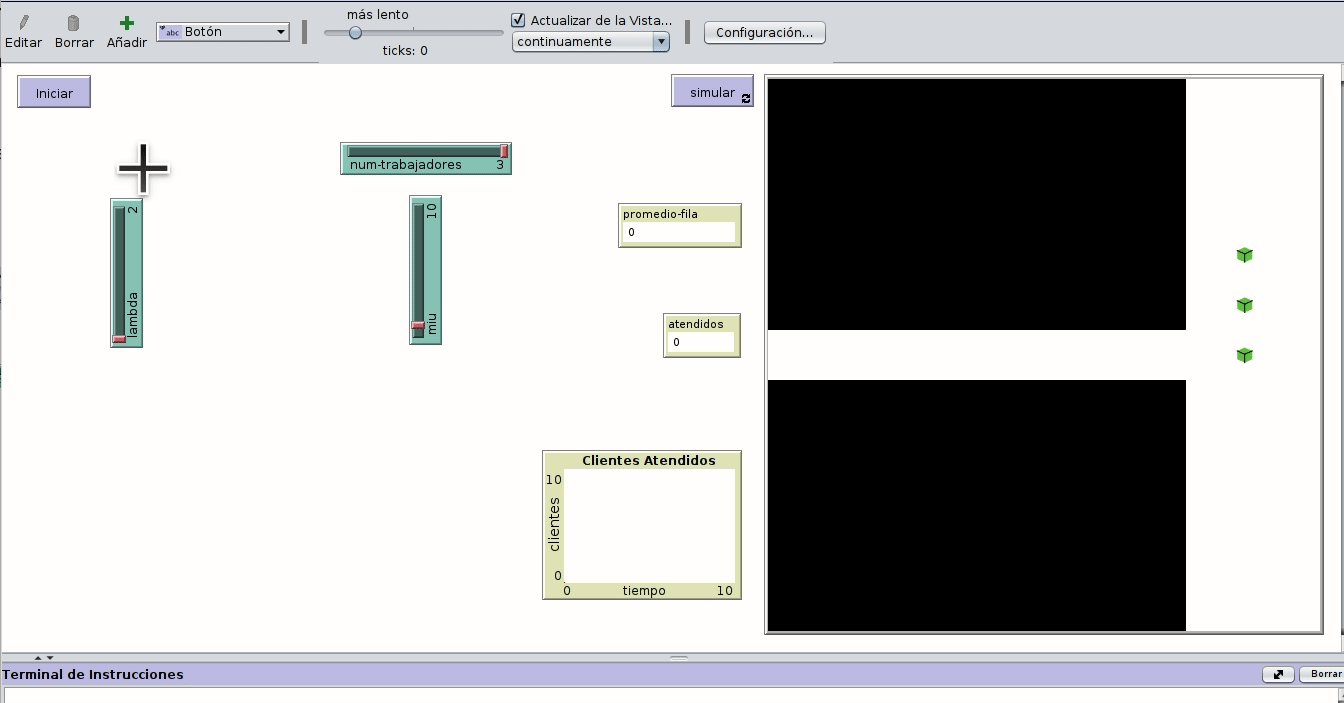 más lento
Actualizar de la Vista...
Editar Borrar Añadir abc Botón
continuamente
Configuración...
ticks: 0
Iniciar
simular
num-trabajadores 3
lambda 2
miu 10
promedio-fila
0
atendidos
0
Clientes Atendidos
10
clientes
0
0 tiempo 10
Terminal de Instrucciones
Borrar